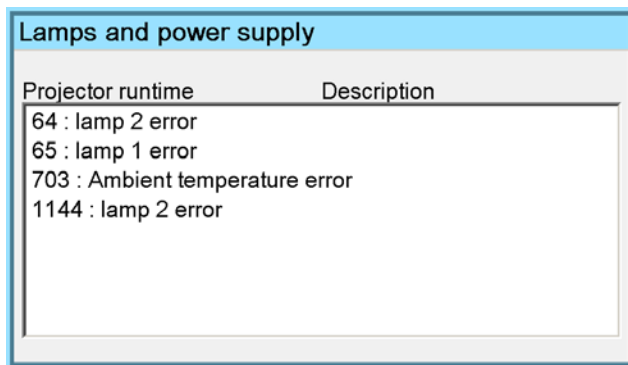 Lamps and power supply
Projector runtime Description
64 : lamp 2 error
65 : lamp 1 error
703 : Ambient temperature error
1144 : lamp 2 error